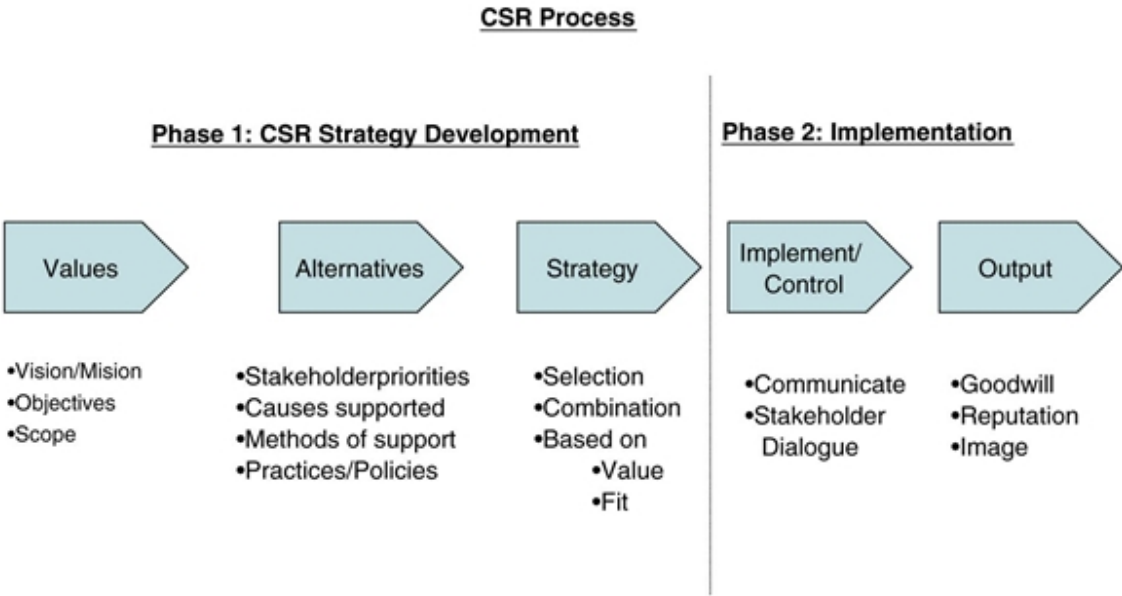 CSR Process
Phase 1: CSR Strategy Development
Phase 2: Implementation
Values
Alternatives
Strategy
Implement/
Control
Output
•Vision/Mision
•Objectives
•Scope
•Stakeholderpriorities
•Causes supported
•Methods of support
•Practices/Policies
•Selection
•Combination
•Based on
•Value
•Fit
•Communicate
•Stakeholder
Dialogue
•Goodwill
•Reputation
•Image